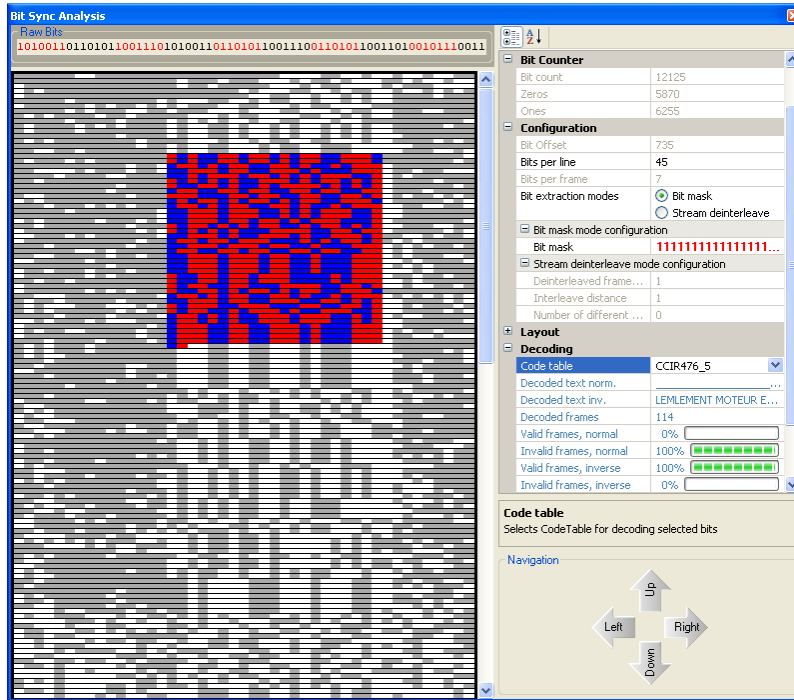 Bit Sync Analysis
Raw Bits
1010011011010110011101010011011010110011100110101100110100101110011
Bit Counter
Bit count 12125
Zeros 5870
Ones 6255
Configuration
Bit Offset 735
Bits per line 45
Bits per frame 7
Bit extraction modes Bit mask
Stream deinterleave
Bit mask mode configuration
Bit mask 1111111111111111...
Stream deinterleave mode configuration
Deinterleaved frame... 1
Interleave distance 1
Number of different ... 0
Layout
Decoding
Code table CCIR476_5
Decoded text norm. ...
Decoded text inv. LEMLEMENT MOTEUR E...
Decoded frames 114
Valid frames, normal 0%
Invalid frames, normal 100%
Valid frames, inverse 100%
Invalid frames, inverse 0%
Code table
Selects CodeTable for decoding selected bits
Navigation
Up
Left Right
Down